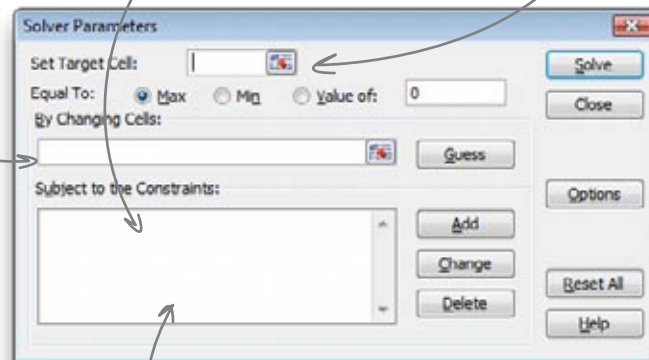 Solver Parameters
Set Target Cell:
Solve
Equal To: Max Min Value of: 0
Close
By Changing Cells:
Guess
Subject to the Constraints:
Options
Add
Change
Reset All
Delete
Help